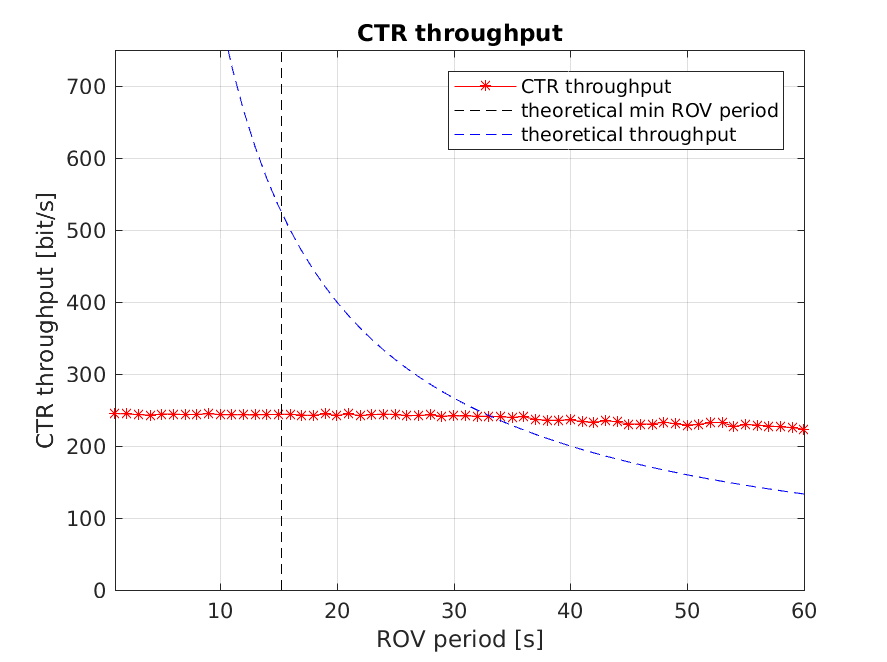 CTR throughput
CTR throughput
theoretical min ROV period
theoretical throughput
CTR throughput [bit/s]
700
600
500
400
300
200
100
0
10 20 30 40 50 60
ROV period [s]